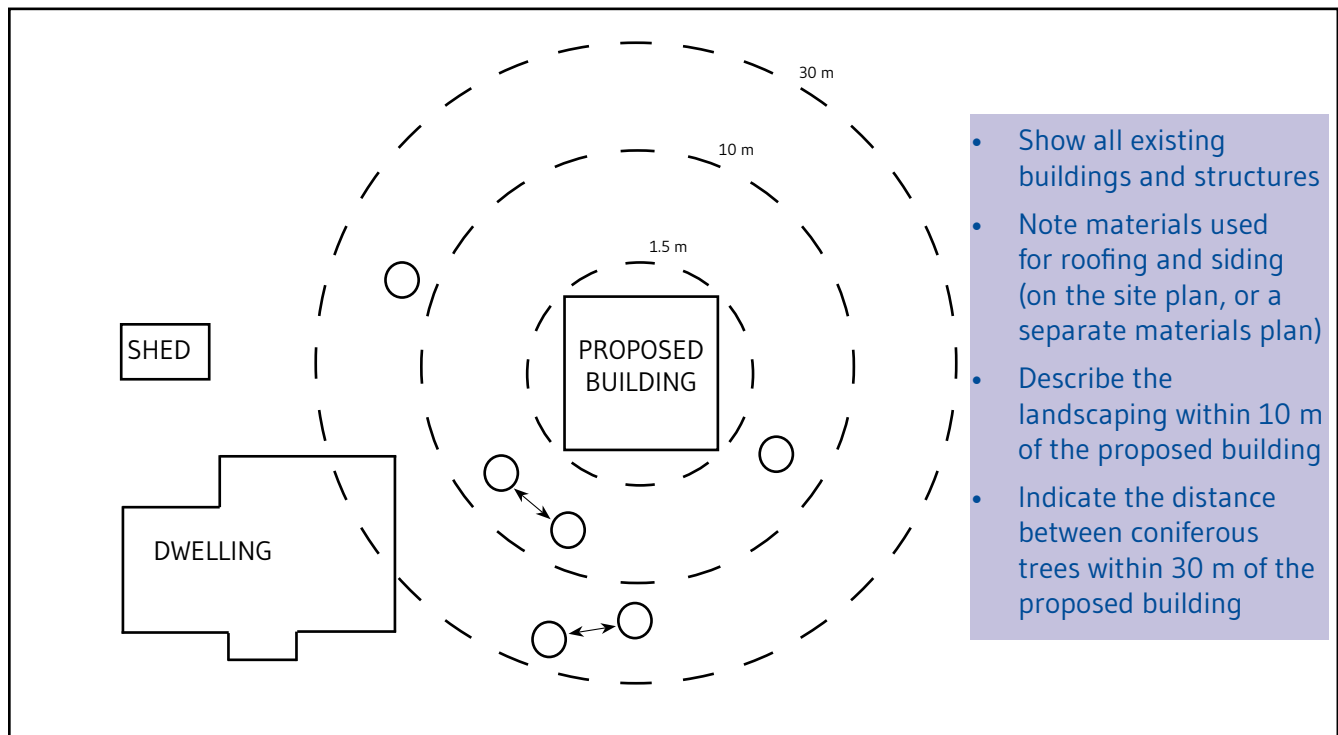 30 m
10 m
1.5 m
SHED
PROPOSED
BUILDING
DWELLING
• Show all existing
buildings and structures
• Note materials used
for roofing and siding
(on the site plan, or a
separate materials plan)
• Describe the
landscaping within 10 m
of the proposed building
• Indicate the distance
between coniferous
trees within 30 m of the
proposed building